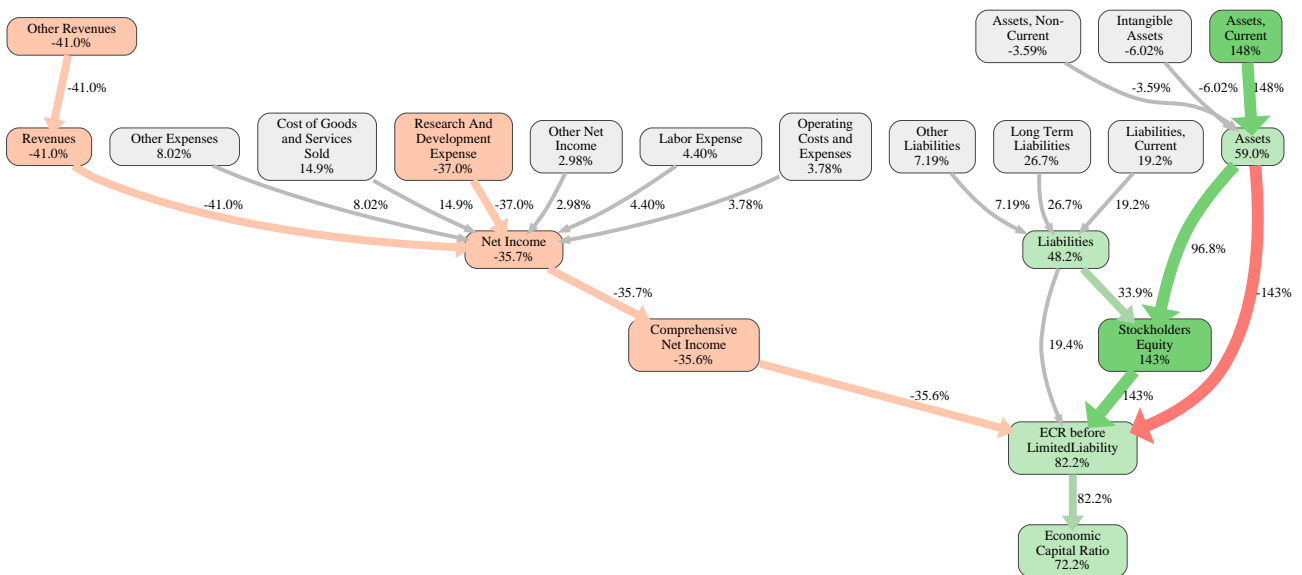 Other Revenues
-41.0%
Assets, Non-
Current
-3.59%
Intangible
Assets
-6.02%
Assets,
Current
148%
-41.0%
-3.59%
-6.02%
148%
Revenues
-41.0%
Other Expenses
8.02%
Cost of Goods
and Services
Sold
14.9%
Research And
Development
Expense
-37.0%
Other Net
Income
2.98%
Labor Expense
4.40%
Operating
Costs and
Expenses
3.78%
Other
Liabilities
7.19%
Long Term
Liabilities
26.7%
Liabilities,
Current
19.2%
Assets
59.0%
-41.0%
8.02%
14.9%
-37.0%
2.98%
4.40%
3.78%
7.19%
26.7%
19.2%
Net Income
-35.7%
Liabilities
48.2%
96.8%
-143%
-35.7%
33.9%
Comprehensive
Net Income
-35.6%
19.4%
Stockholders
Equity
143%
-35.6%
143%
ECR before
LimitedLiability
82.2%
82.2%
Economic
Capital Ratio
72.2%